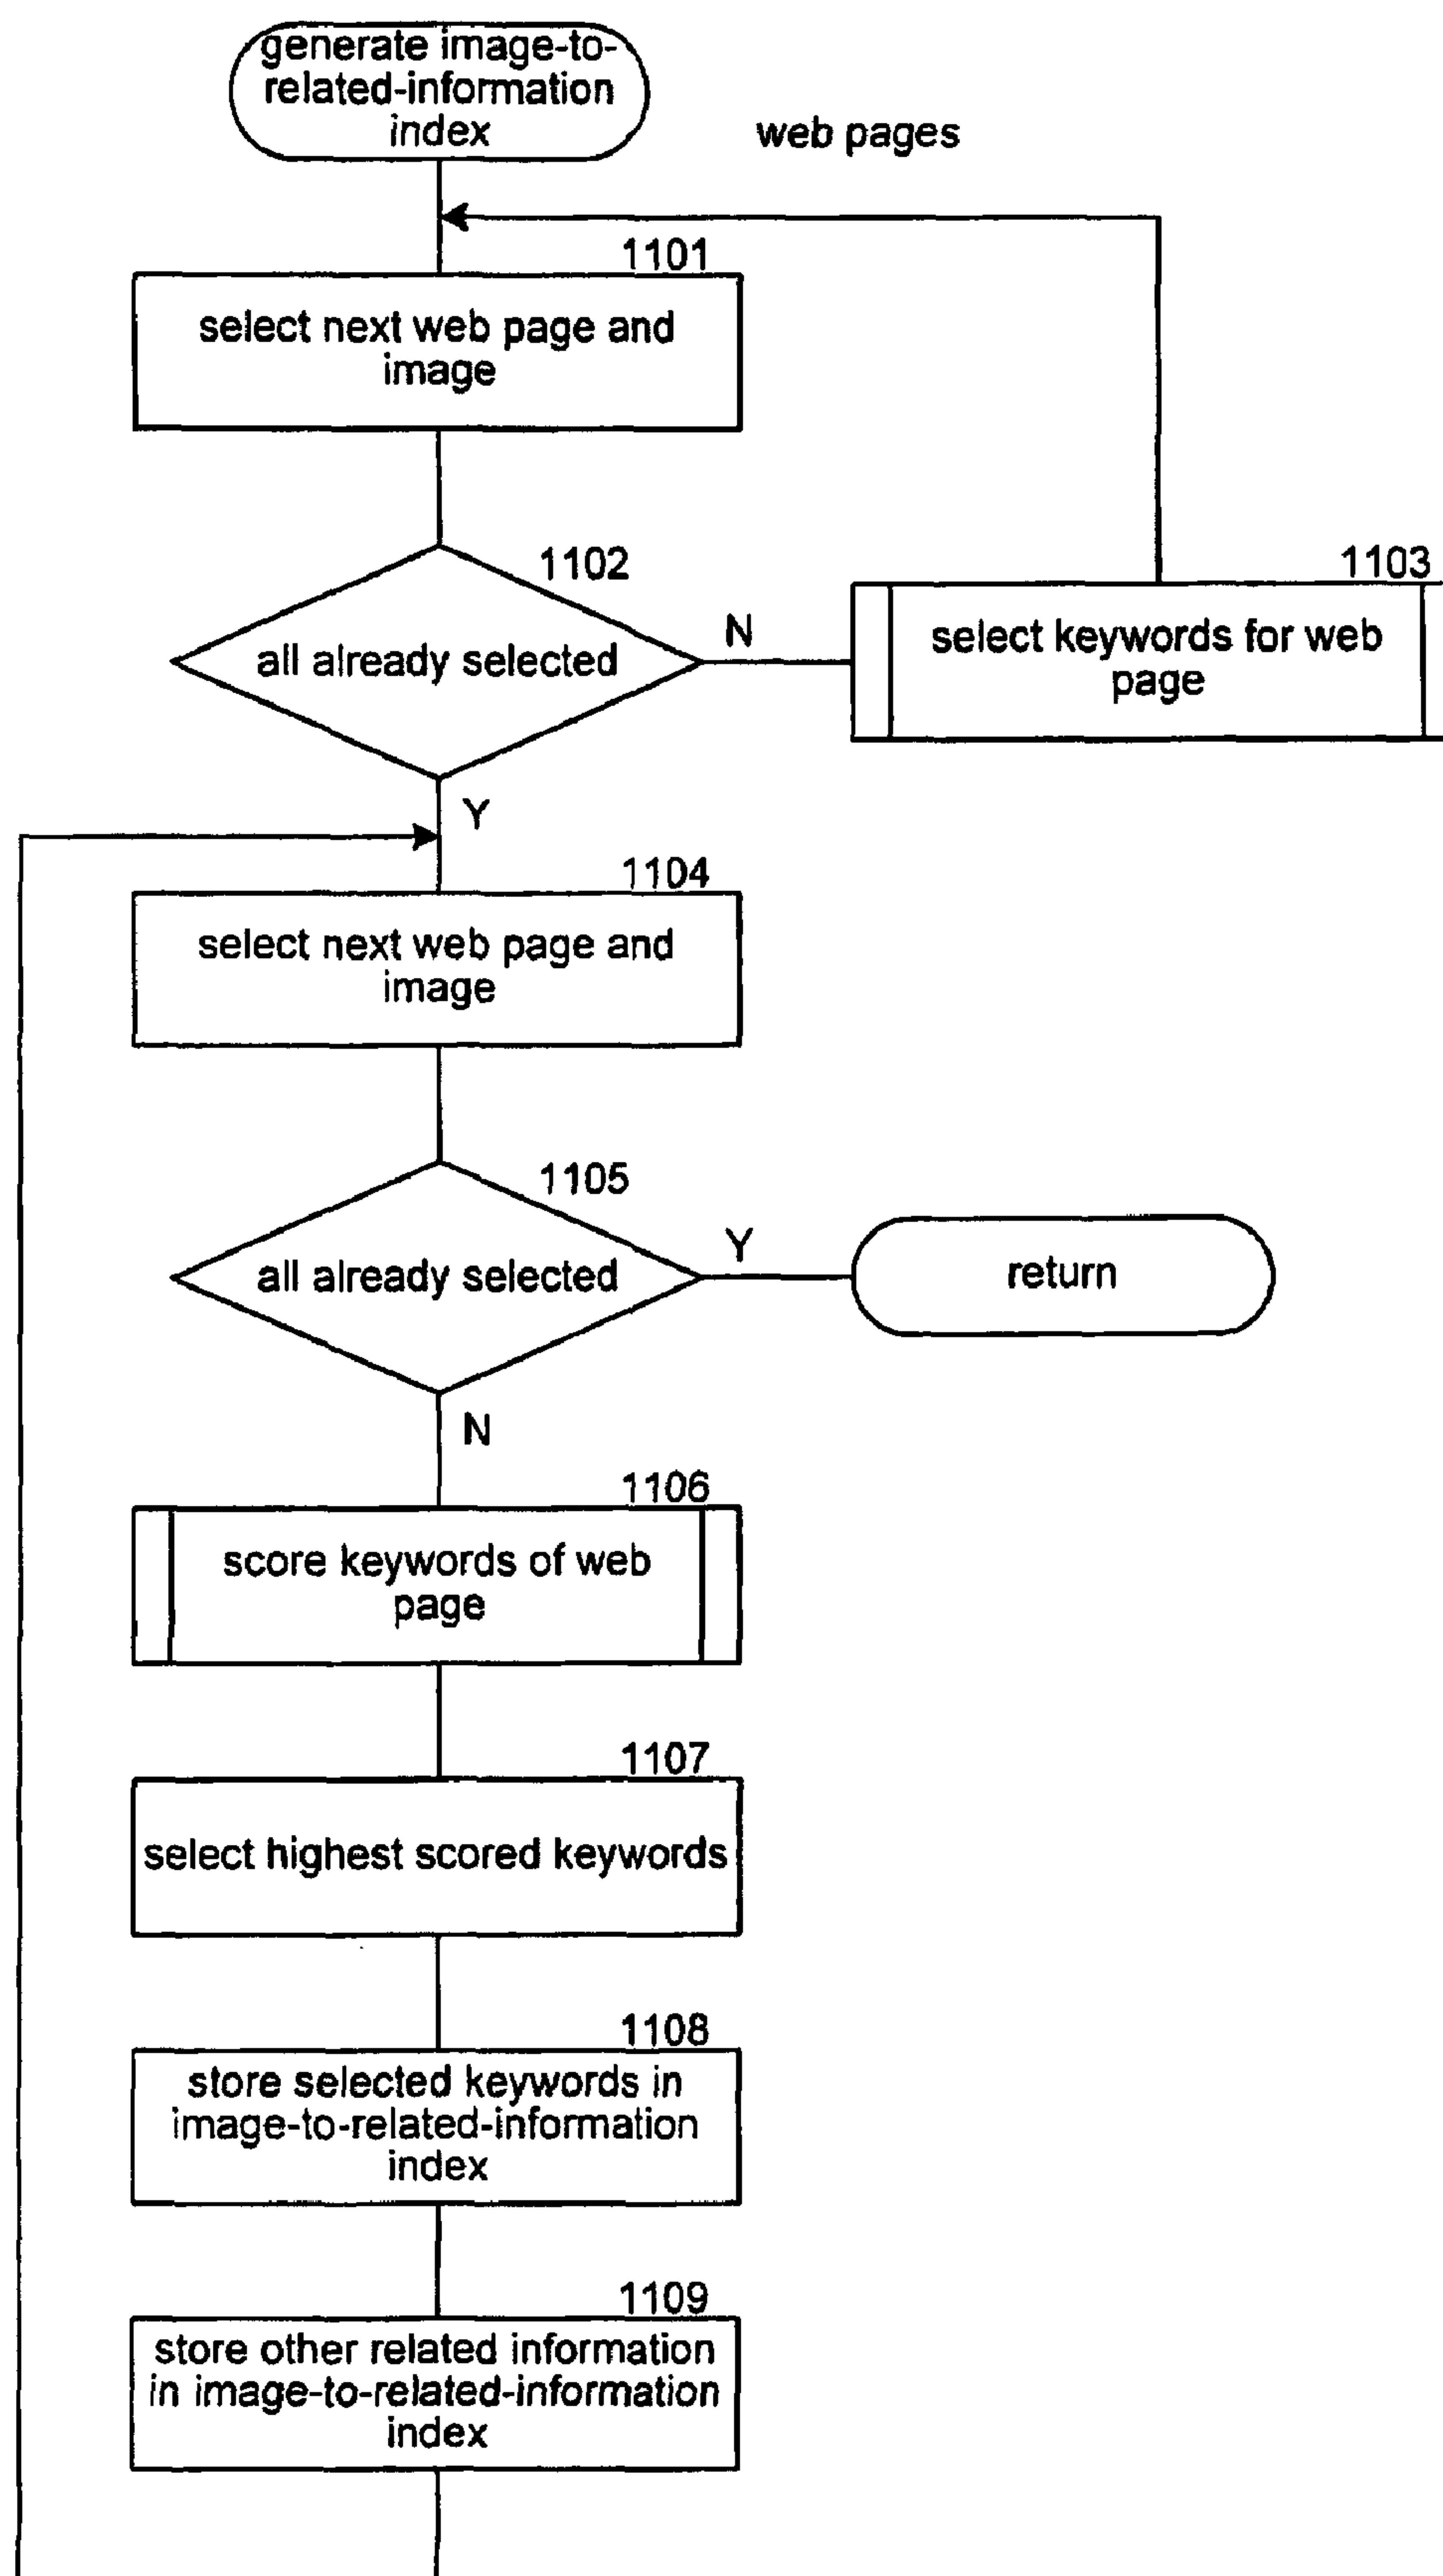 generate image-to-
related-information
index
web pages
1101
select next web page and
image
1102
all already selected
N
1103
select keywords for web
page
Y
1104
select next web page and
image
1105
all already selected
Y
return
N
1106
score keywords of web
page
1107
select highest scored keywords
1108
store selected keywords in
image-to-related-information
index
1109
store other related information
in image-to-related-information
index